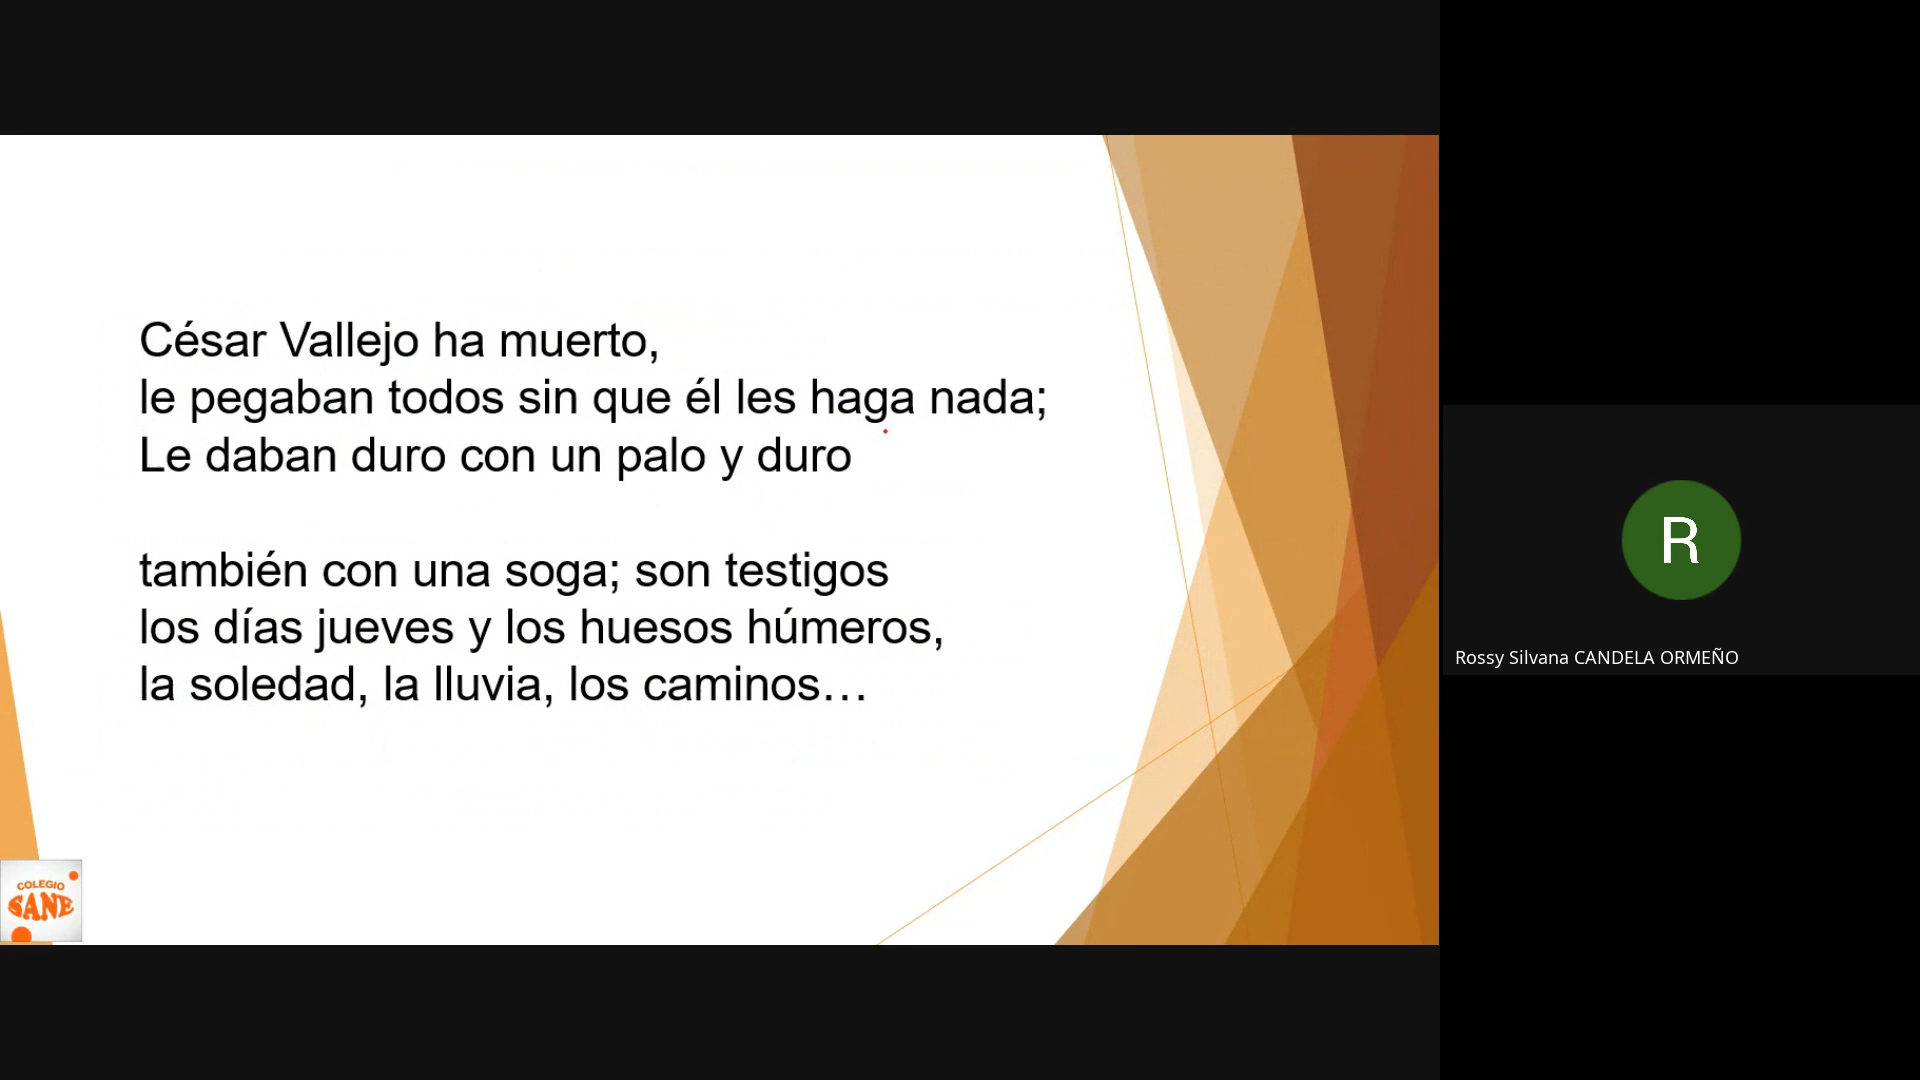 César Vallejo ha muerto,
le pegaban todos sin que él les haga nada;
Le daban duro con un palo y duro
también con una soga; son testigos
los días jueves y los huesos húmeros,
la soledad, la lluvia, los caminos…
COLEGIO
SANE
R
Rossy Silvana CANDELA ORMEÑO